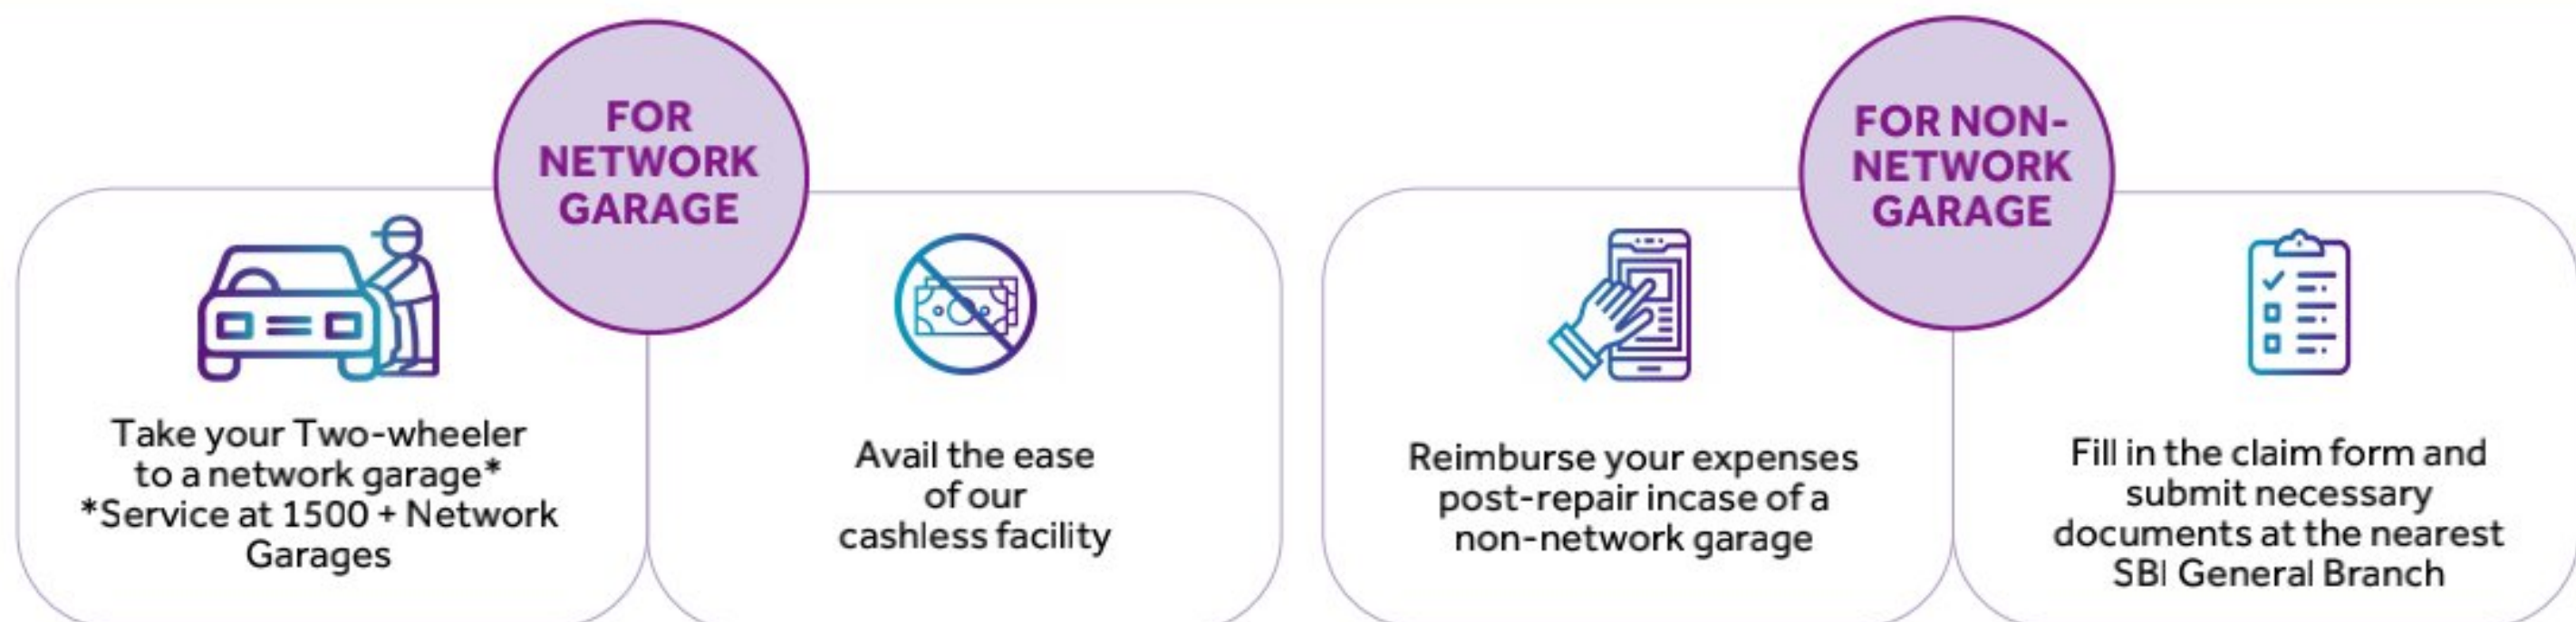 FOR
NETWORK
GARAGE
Take your Two-wheeler
to a network garage*
*Service at 1500 + Network
Garages
Avail the ease
of our
cashless facility
FOR NON-
NETWORK
GARAGE
Reimburse your expenses
post-repair incase of a
non-network garage
Fill in the claim form and
submit necessary
documents at the nearest
SBI General Branch